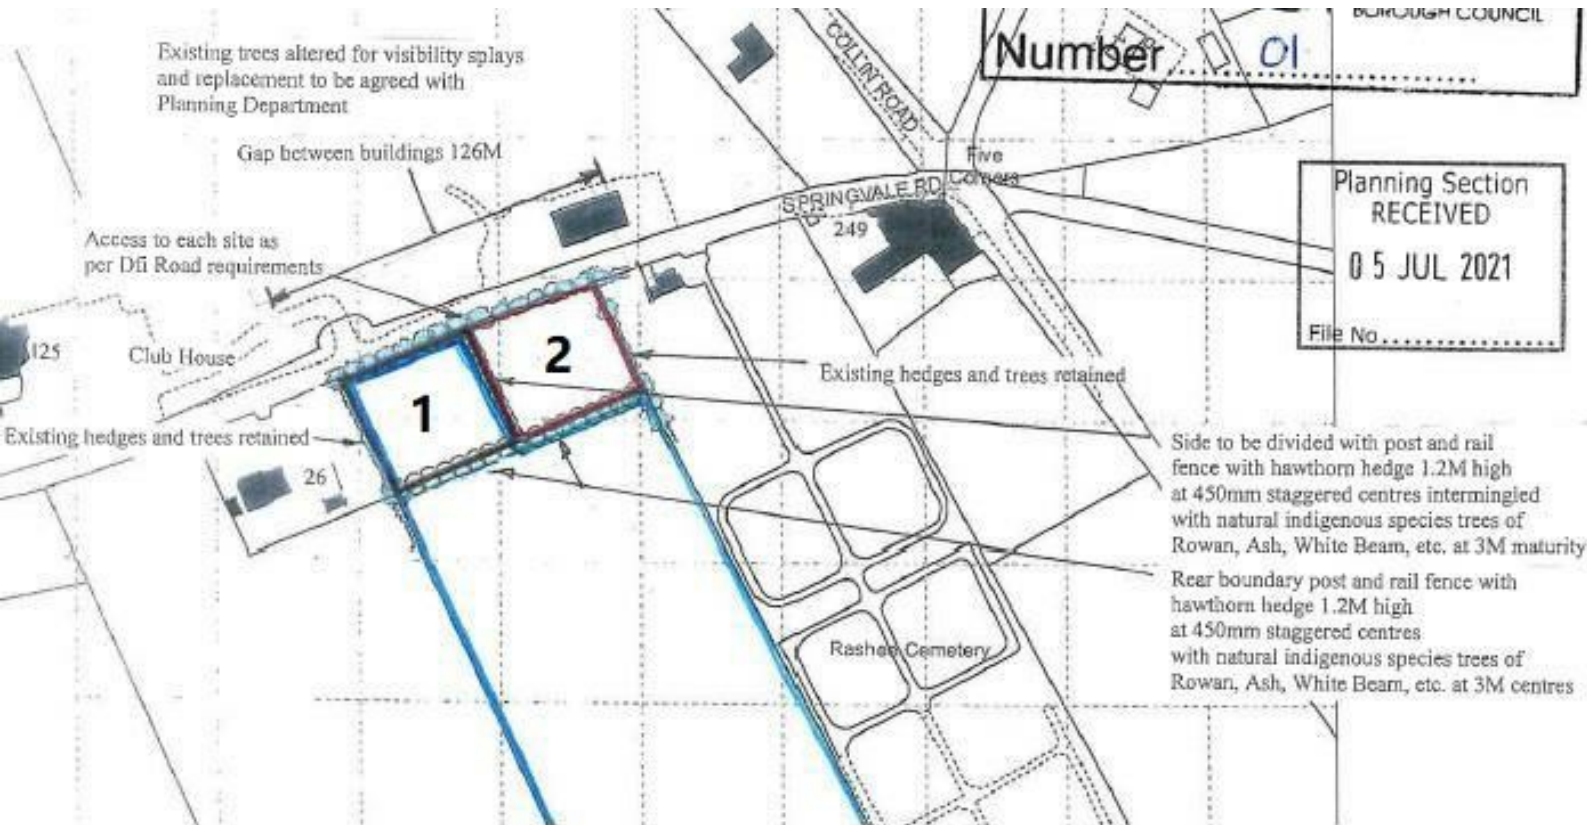 BOROUGH COUNCIL
Number 01
Existing trees altered for visibility splays
and replacement to be agreed with
Planning Department
Gap between buildings 126M
COLLIN ROAD
Five
Corners
SPRINGVALE RD
249
Planning Section
RECEIVED
05 JUL 2021
File No
Access to each site as
per Dfi Road requirements
125
Club House
1
2
Existing hedges and trees retained
Existing hedges and trees retained
26
Side to be divided with post and rail
fence with hawthorn hedge 1.2M high
at 450mm staggered centres intermingled
with natural indigenous species trees of
Rowan, Ash, White Beam, etc. at 3M maturity
Rear boundary post and rail fence with
hawthorn hedge 1.2M high
at 450mm staggered centres
with natural indigenous species trees of
Rowan, Ash, White Beam, etc. at 3M centres
Rashee Cemetery